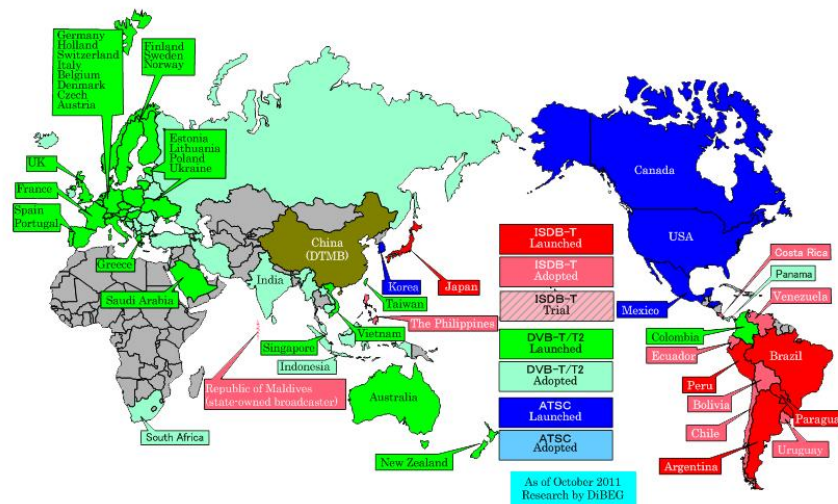 Germany
Holland
Switzerland
Italy
Belgium
Denmark
Czech
Austria
Finland
Sweden
Norway
Estonia
Lithuania
Poland
Ukraine
UK
France
Spain
Portugal
Greece
Saudi Arabia
India
China
(DTMB)
Korea
Japan
Taiwan
Vietnam
The Philippines
Singapore
Indonesia
Republic of Maldives
(state-owned broadcaster)
South Africa
Australia
New Zealand
ISDB-T
Launched
ISDB-T
Adopted
ISDB-T
Trial
DVB-T/T2
Launched
DVB-T/T2
Adopted
ATSC
Launched
ATSC
Adopted
As of October 2011
Research by DiBEG
Canada
USA
Mexico
Costa Rica
Panama
Venezuela
Colombia
Ecuador
Brazil
Peru
Bolivia
Paragua
Chile
Uruguay
Argentina